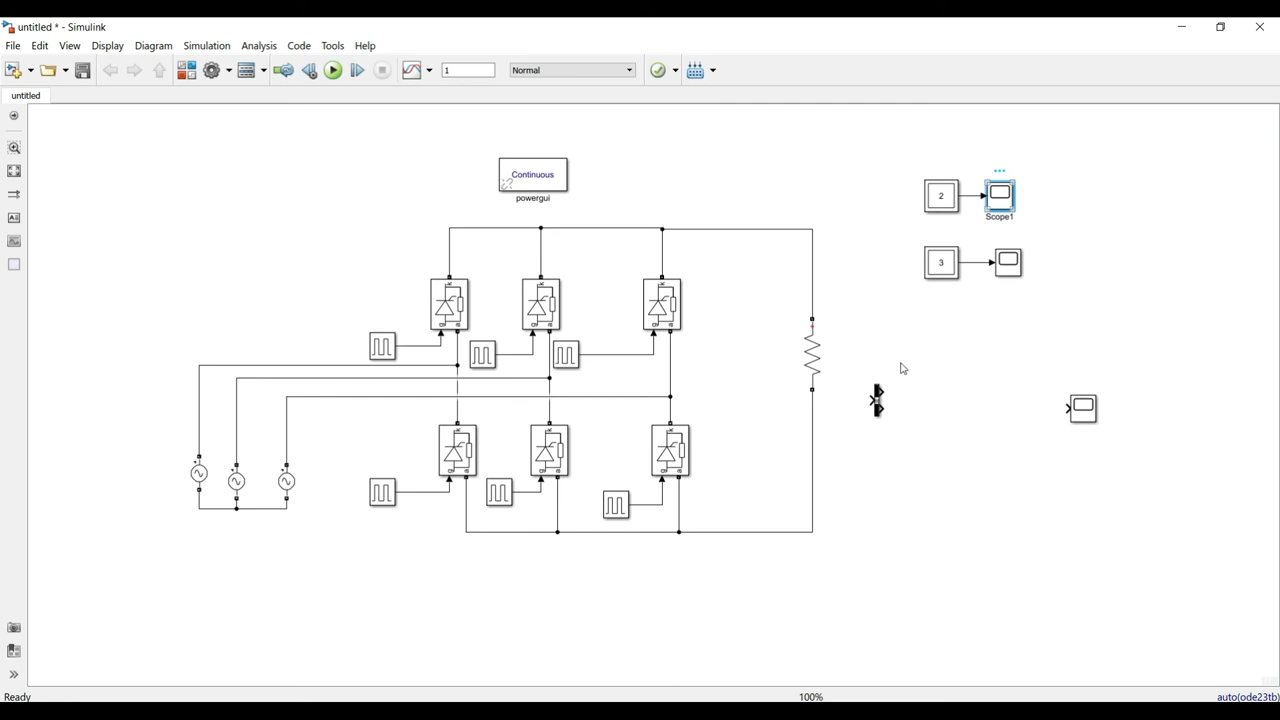 untitled * - Simulink
File Edit View Display Diagram Simulation Analysis Code Tools Help
1 Normal
untitled
Continuous
powergui
2
Scope1
3
Ready 100% auto(ode23tb)